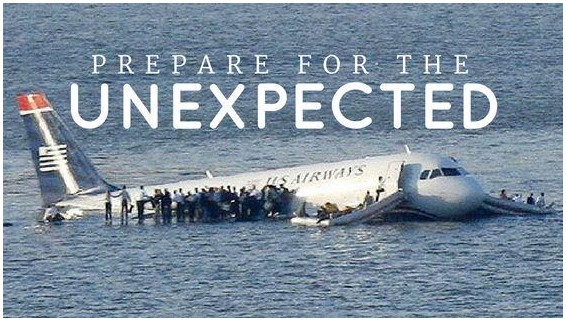 PREPARE FOR THE
UNEXPECTED
US AIRWAYS